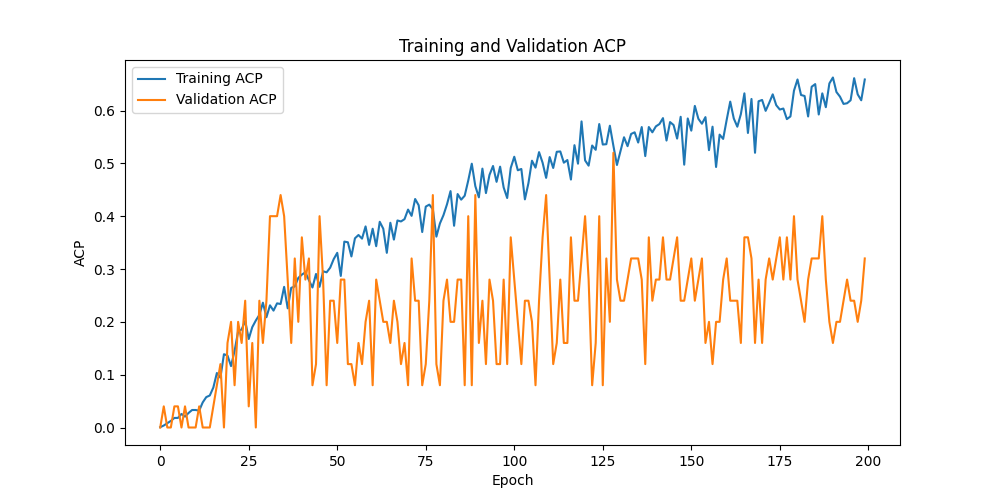 Training and Validation ACP
Training ACP
Validation ACP
ACP
0.6
0.5
0.4
0.3
0.2
0.1
0.0
0 25 50 75 100 125 150 175 200
Epoch